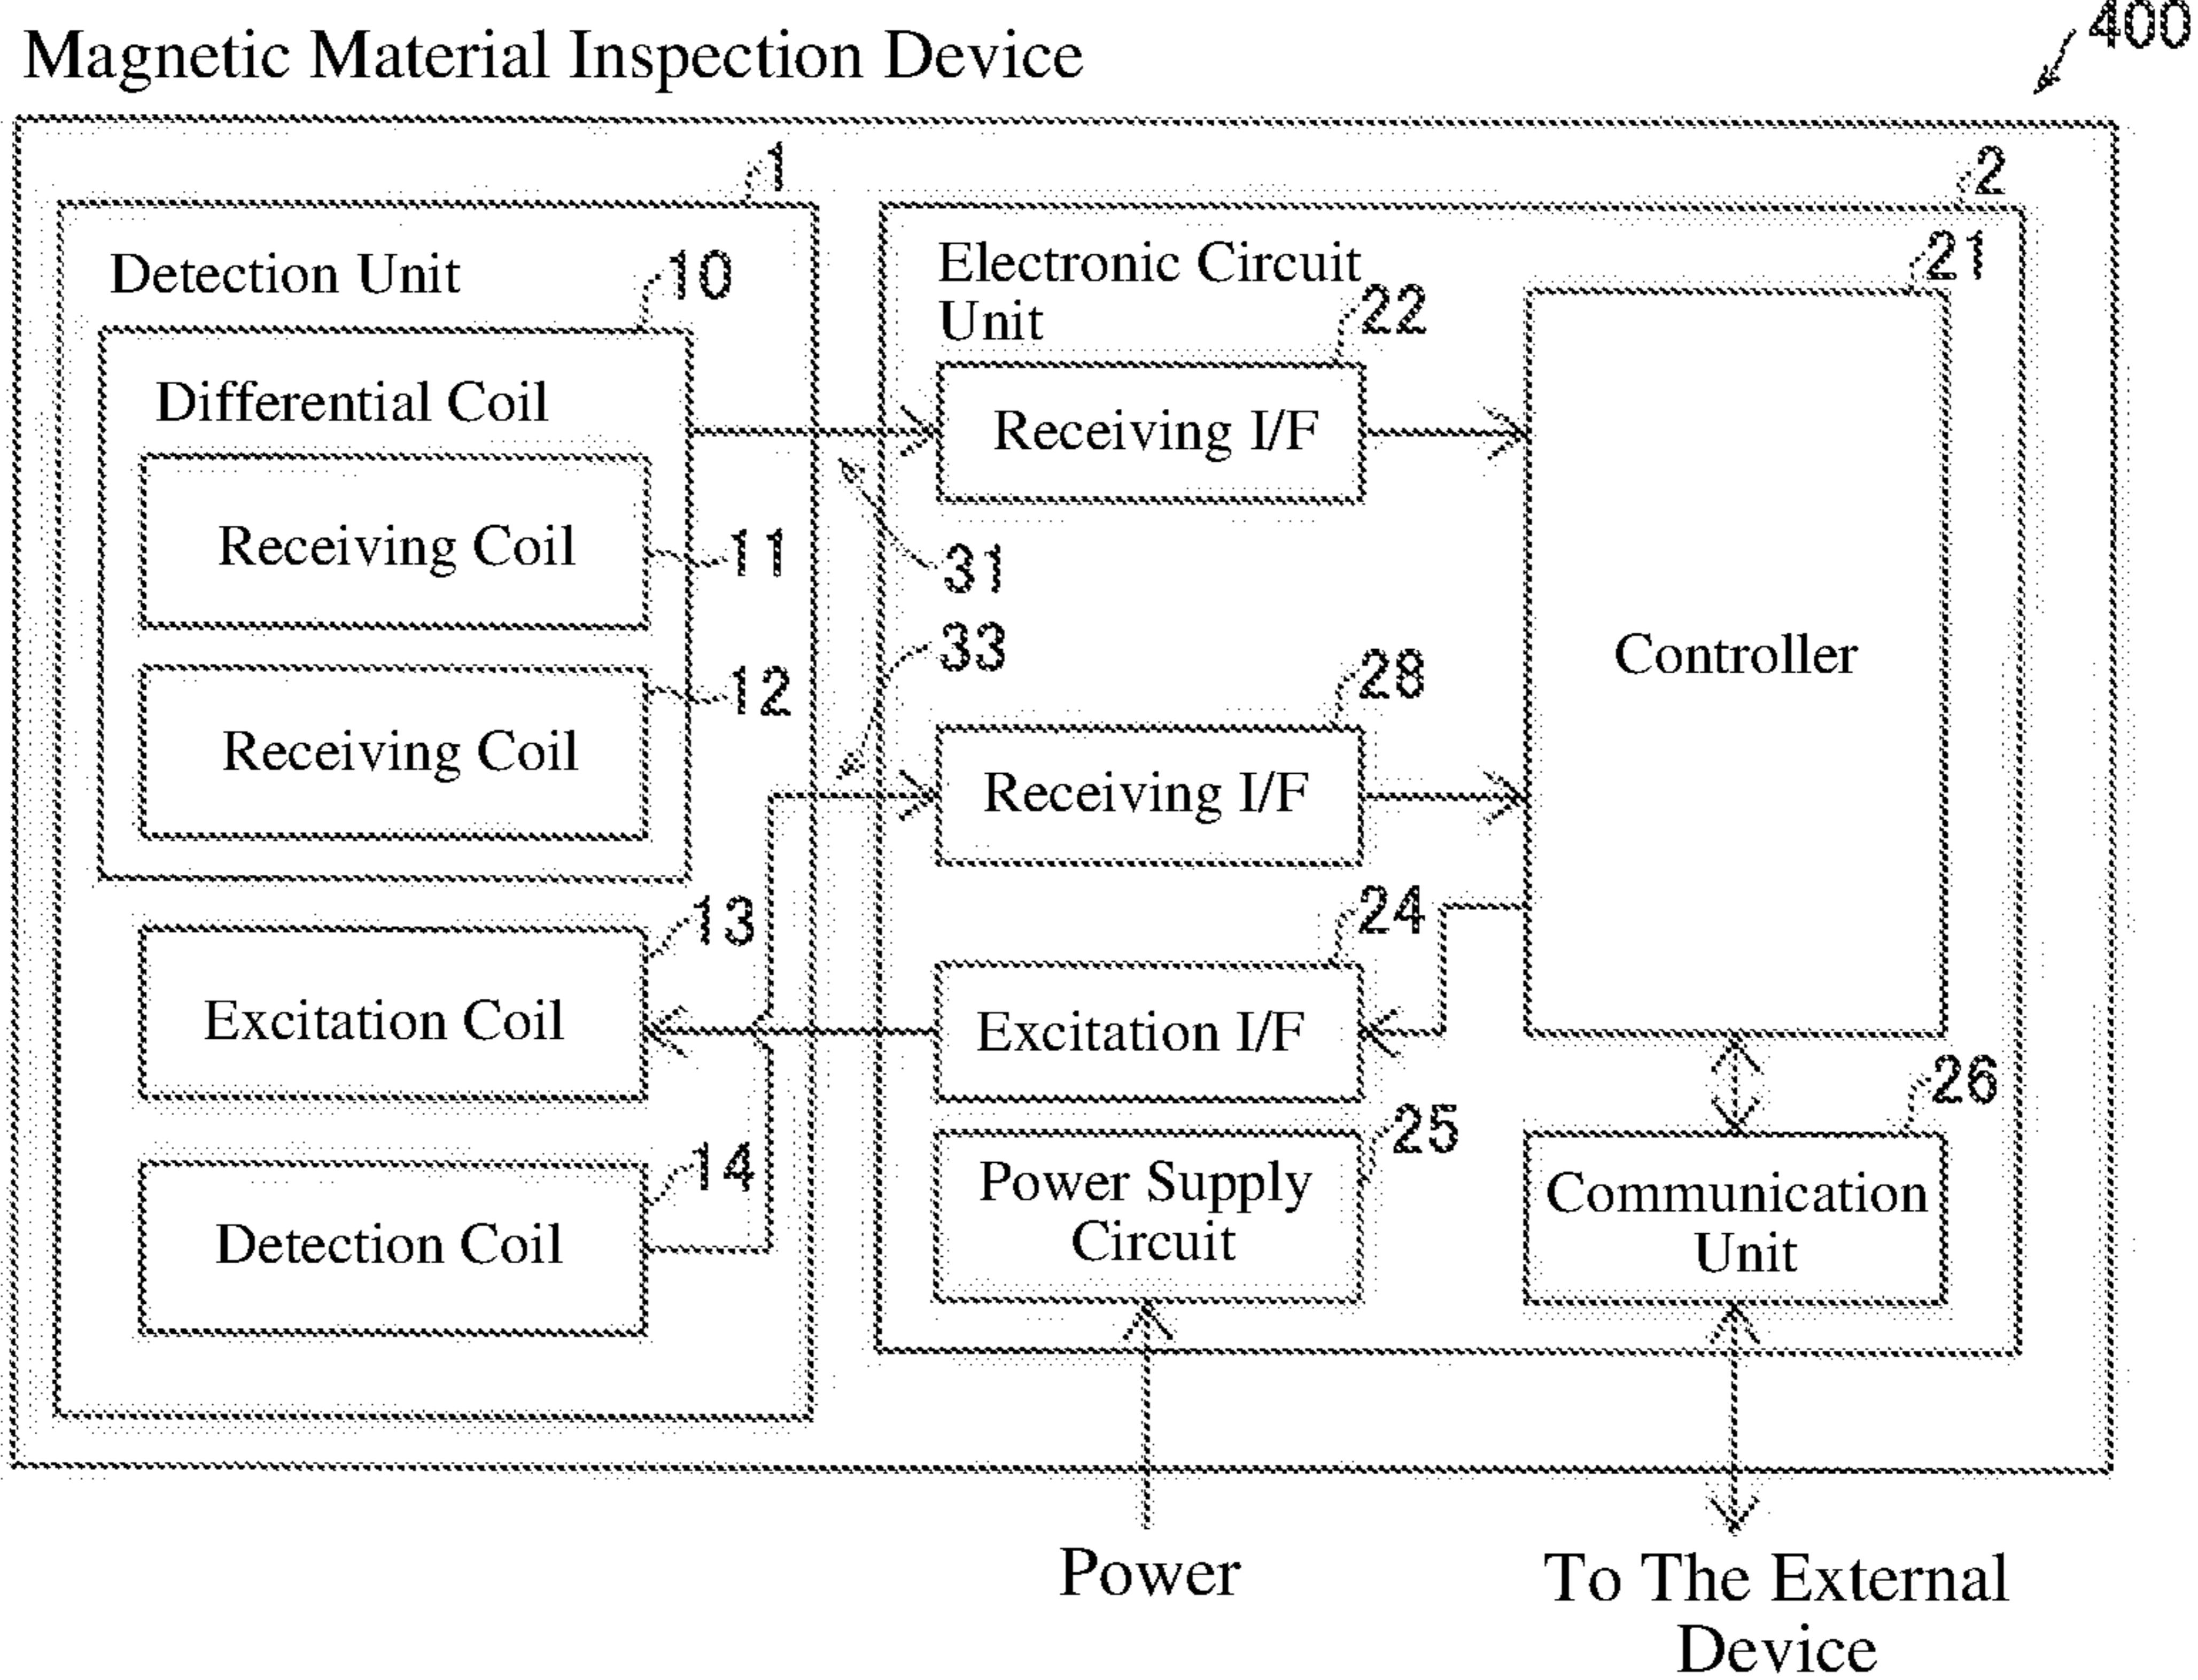 400
Magnetic Material Inspection Device
1
2
Detection Unit
10
Electronic Circuit
Unit
21
22
Differential Coil
Receiving I/F
Receiving Coil
11
31
33
Controller
12
28
Receiving Coil
Receiving I/F
13
24
Excitation Coil
Excitation I/F
26
25
14
Power Supply
Circuit
Communication
Unit
Detection Coil
Power
To The External
Device